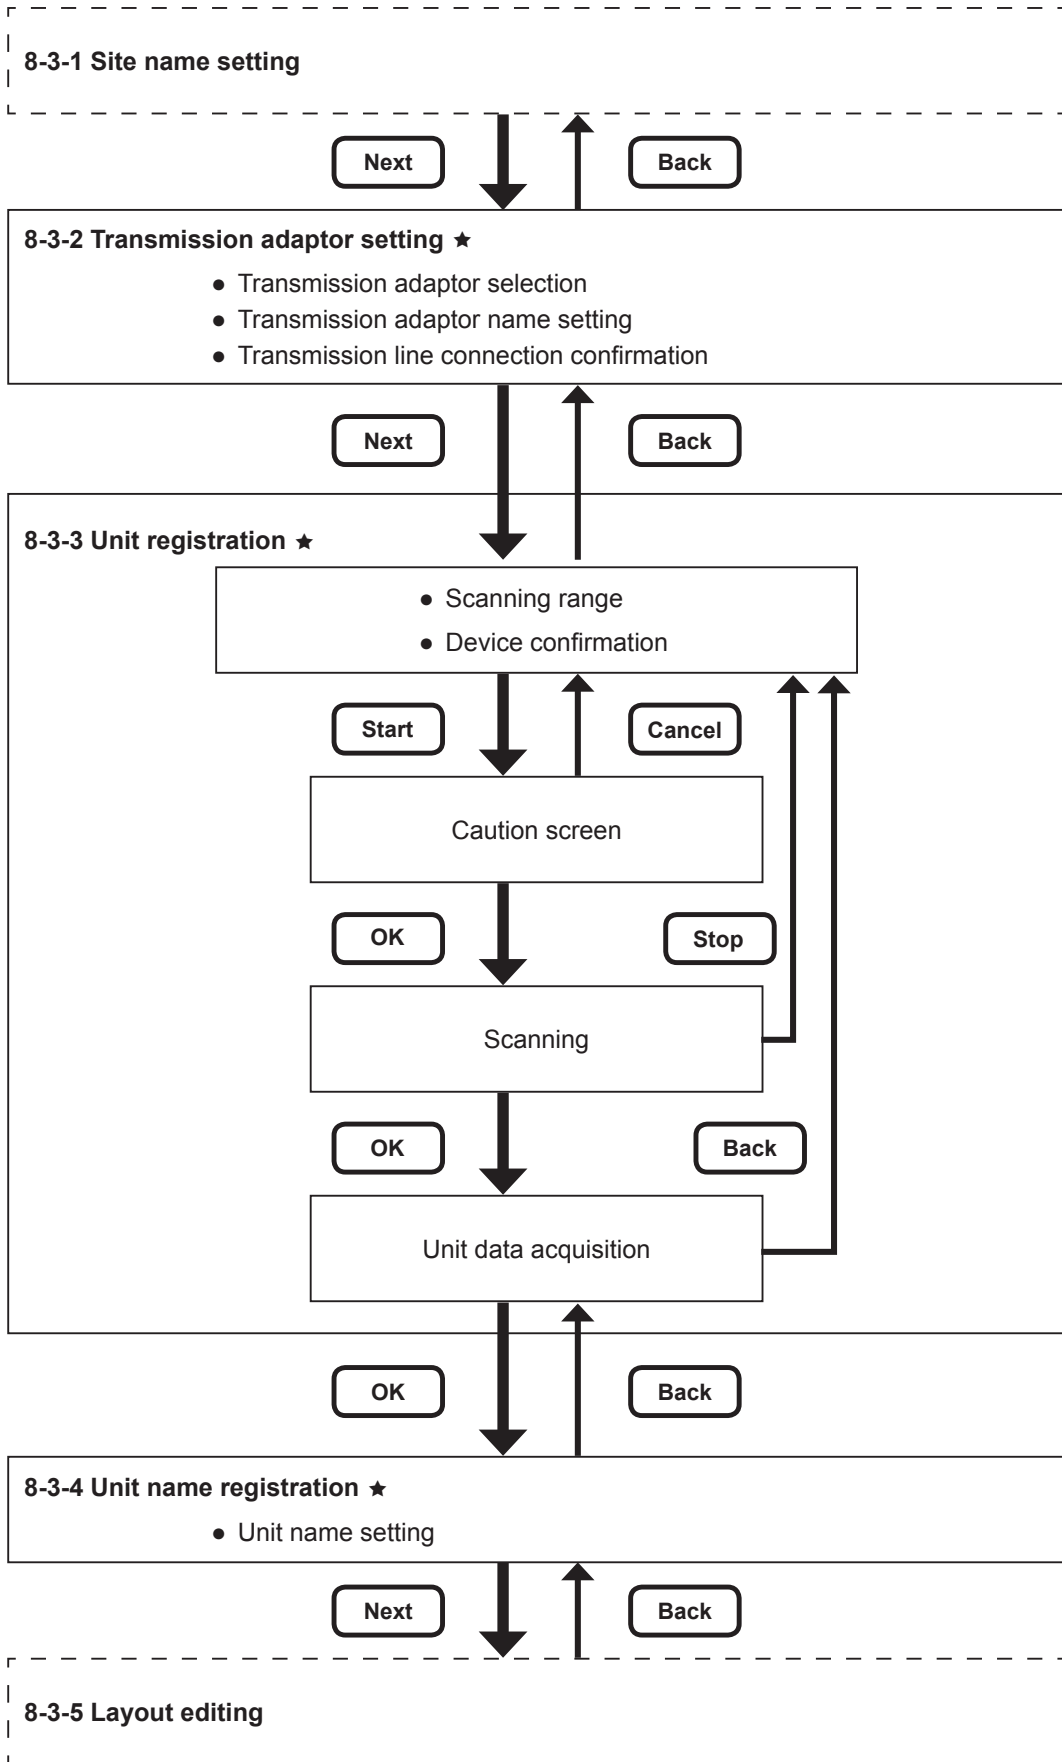 8-3-1 Site name setting
Next
Back
8-3-2 Transmission adaptor setting ★
● Transmission adaptor selection
● Transmission adaptor name setting
● Transmission line connection confirmation
Next
Back
8-3-3 Unit registration ★
● Scanning range
● Device confirmation
Start
Cancel
Caution screen
OK
Stop
Scanning
OK
Back
Unit data acquisition
OK
Back
8-3-4 Unit name registration ★
● Unit name setting
Next
Back
8-3-5 Layout editing